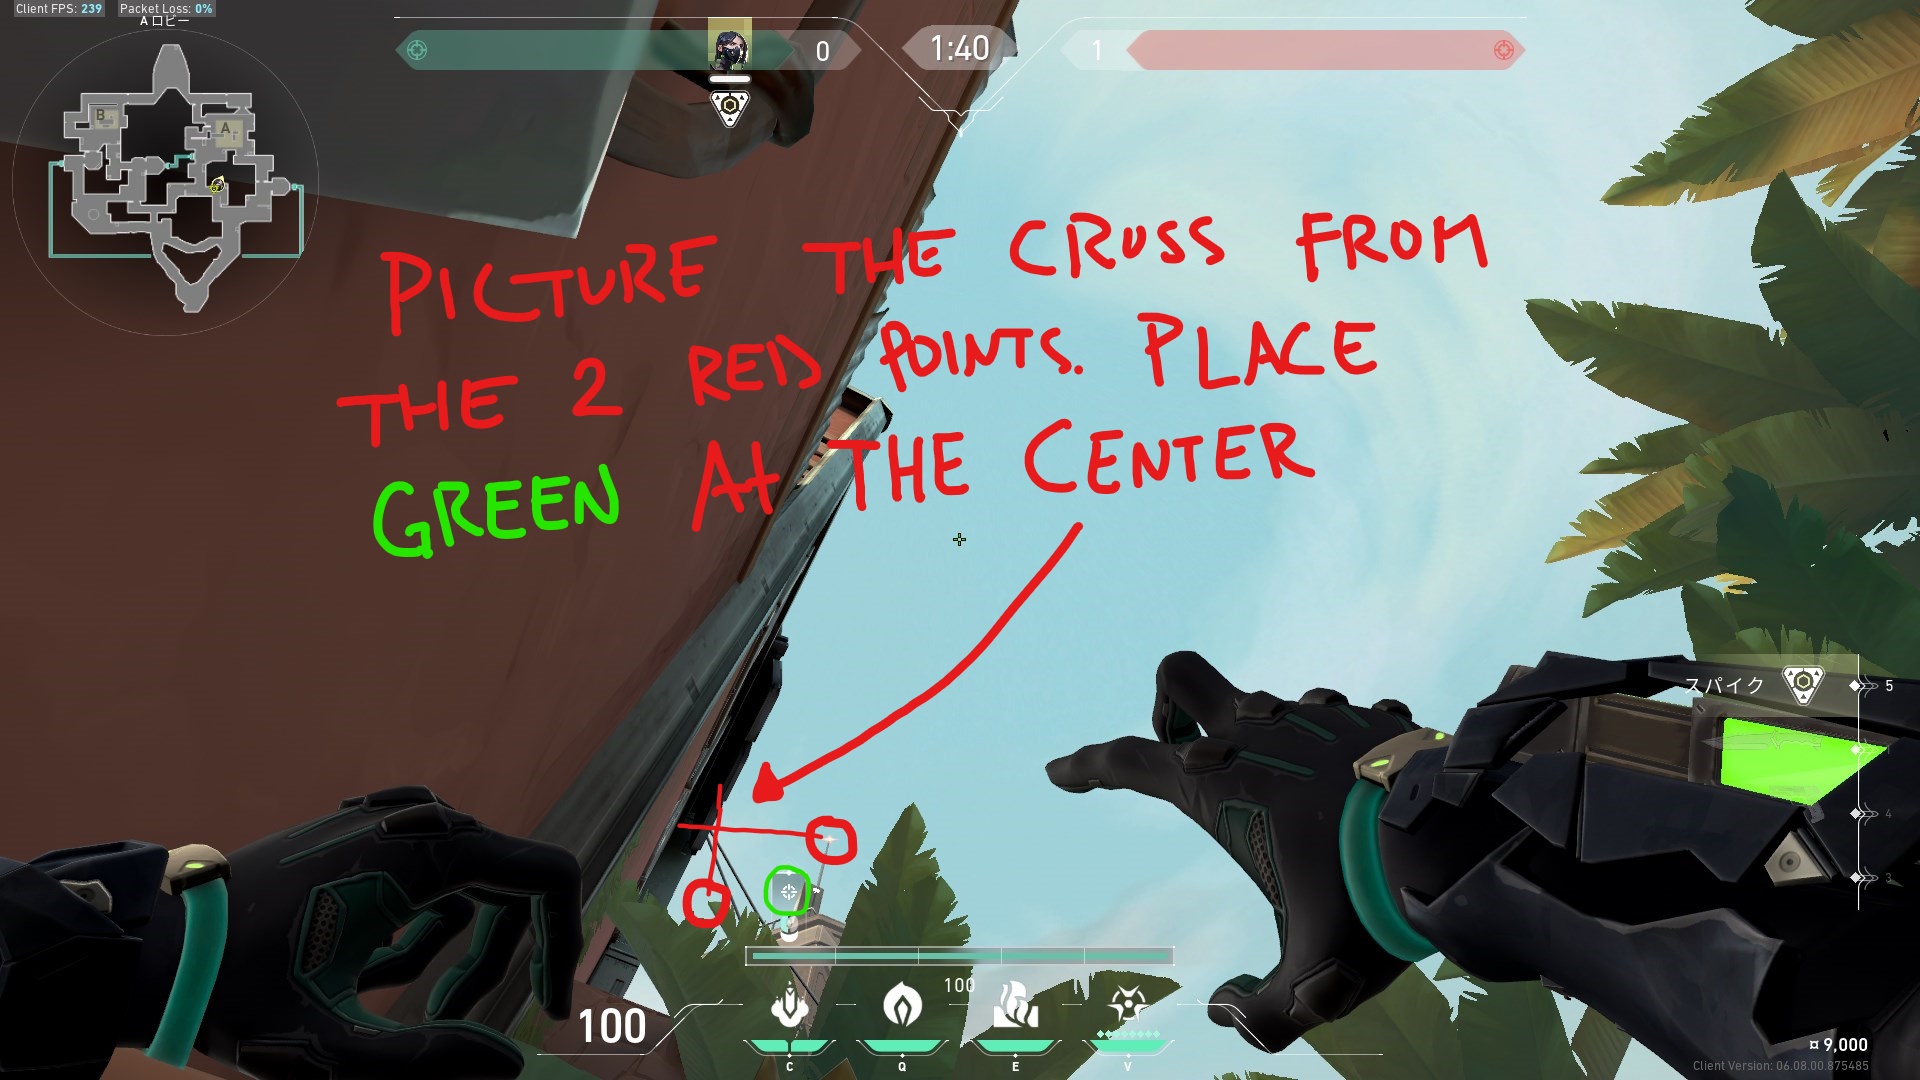 Client FPS: 239 Packet Loss: 0%
Aロビー
0 1:40 1
B A
PICTURE THE CRUSS FROM
THE 2 RED POINTS. PLACE
GREEN At THE CENTER
スパイク 5
4
3
100
100
C Q E V
¤ 9,000
Client Version: 06.08.00.875485